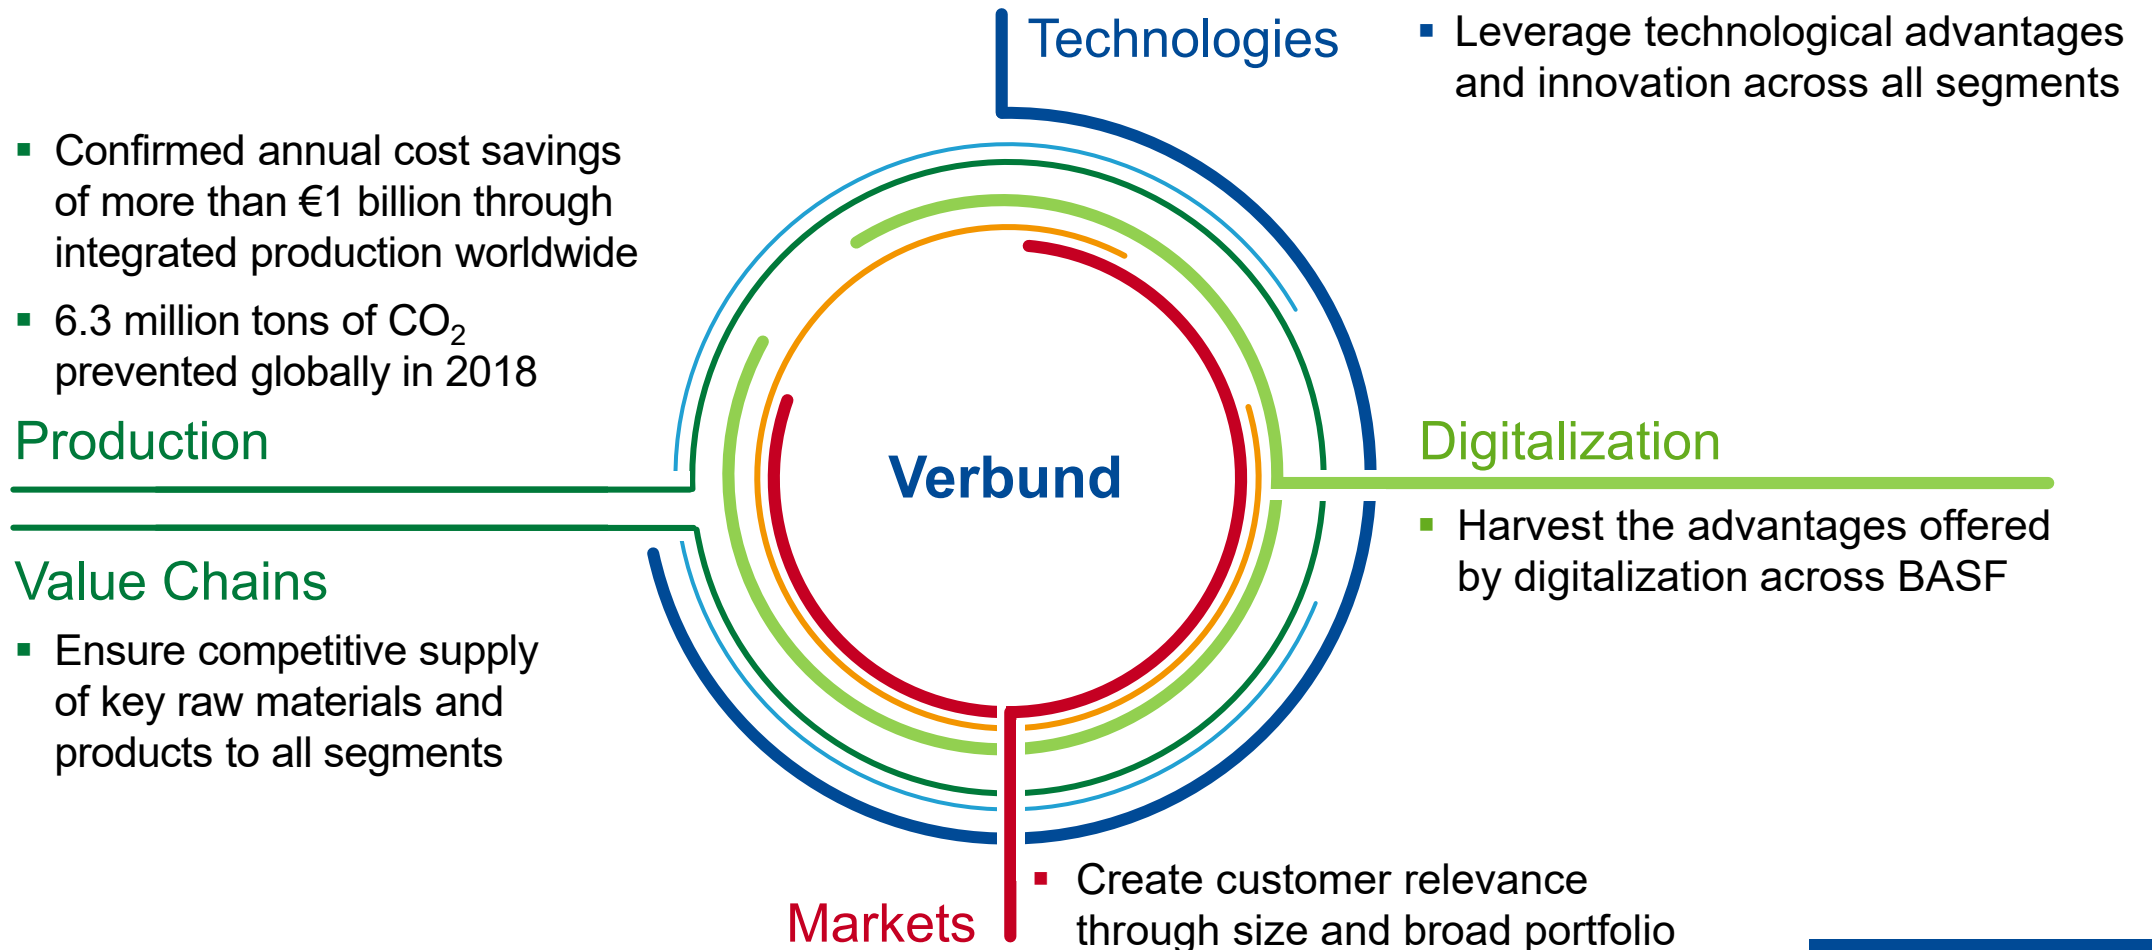 Technologies
▪ Leverage technological advantages
and innovation across all segments
▪ Confirmed annual cost savings
of more than €1 billion through
integrated production worldwide
▪ 6.3 million tons of CO₂
prevented globally in 2018
Production
Value Chains
▪ Ensure competitive supply
of key raw materials and
products to all segments
Verbund
Digitalization
▪ Harvest the advantages offered
by digitalization across BASF
Markets
▪ Create customer relevance
through size and broad portfolio